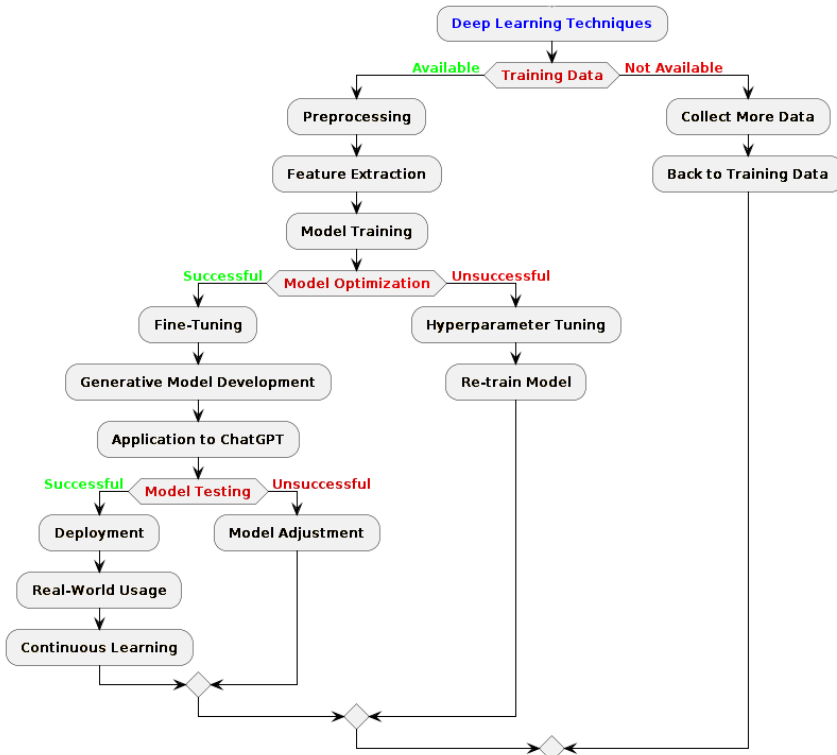 Deep Learning Techniques
Available
Training Data
Not Available
Preprocessing
Collect More Data
Feature Extraction
Back to Training Data
Model Training
Successful
Model Optimization
Unsuccessful
Fine-Tuning
Hyperparameter Tuning
Generative Model Development
Re-train Model
Application to ChatGPT
Successful
Model Testing
Unsuccessful
Deployment
Model Adjustment
Real-World Usage
Continuous Learning